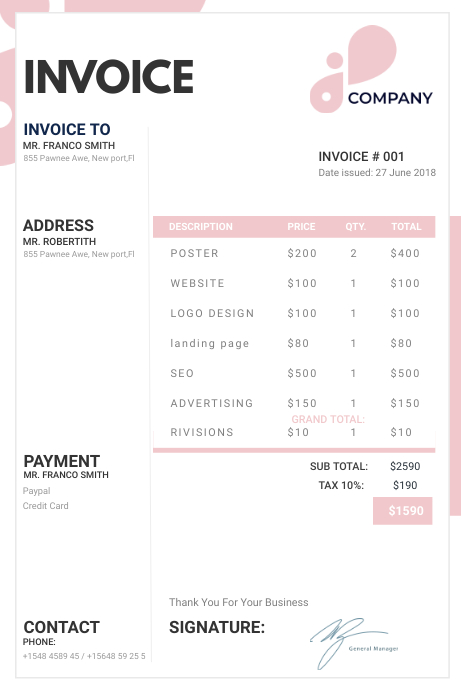 INVOICE
COMPANY
INVOICE TO
MR. FRANCO SMITH
855 Pawnee Awe, New port,Fl
INVOICE # 001
Date issued: 27 June 2018
ADDRESS
MR. ROBERTITH
855 Pawnee Awe, New port,Fl
DESCRIPTION PRICE QTY. TOTAL
POSTER $200 2 $400
WEBSITE $100 1 $100
LOGO DESIGN $100 1 $100
landing page $80 1 $80
SEO $500 1 $500
ADVERTISING $150 1 $150
GRAND TOTAL:
RIVISIONS $10 1 $10
PAYMENT
MR. FRANCO SMITH
Paypal
Credit Card
SUB TOTAL: $2590
TAX 10%: $190
$1590
Thank You For Your Business
CONTACT
PHONE:
+1548 4589 45 / +15648 59 25 5
SIGNATURE:
General Manager